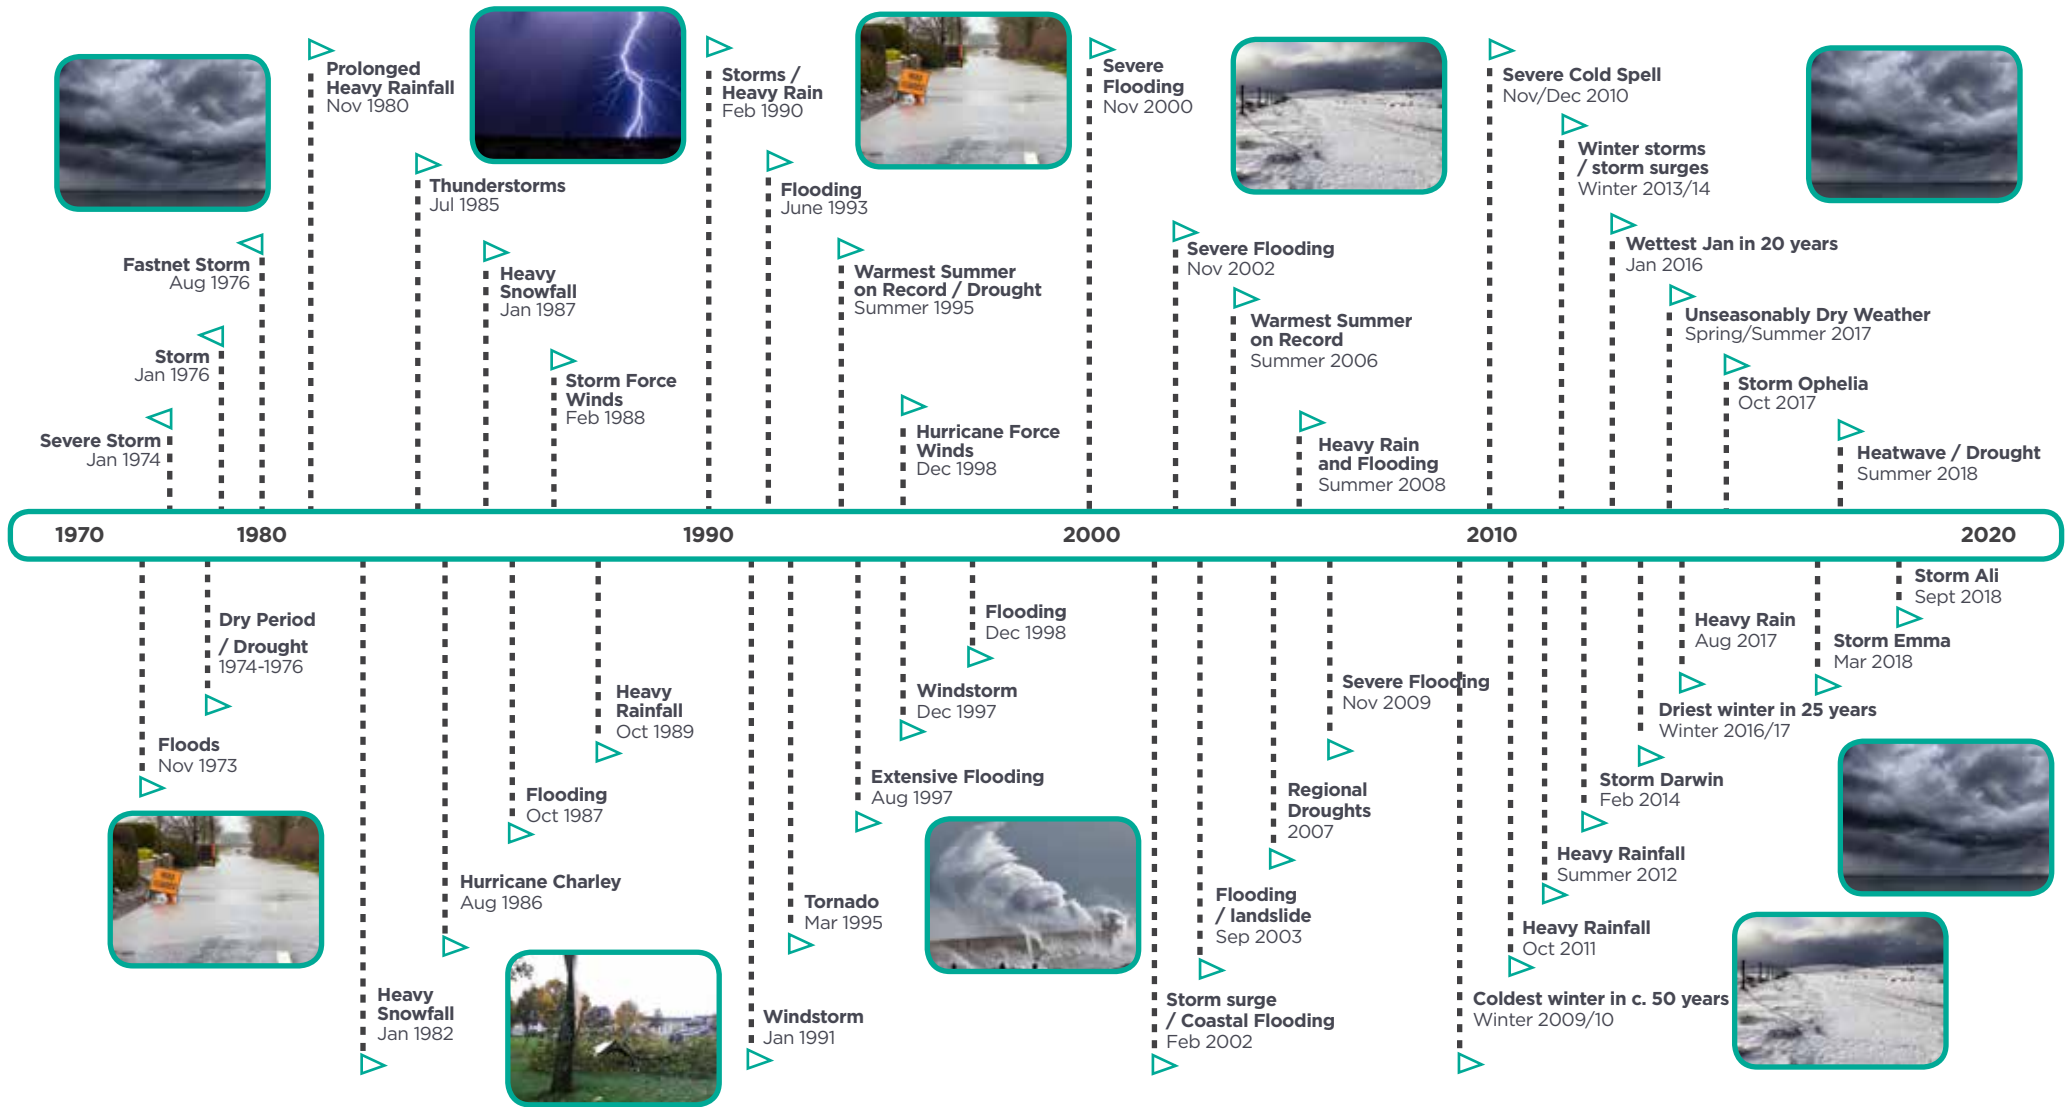 Prolonged
Heavy Rainfall
Nov 1980
Storms /
Heavy Rain
Feb 1990
Severe
Flooding
Nov 2000
Severe Cold Spell
Nov/Dec 2010
Thunderstorms
Jul 1985
Flooding
June 1993
Winter storms
/ storm surges
Winter 2013/14
Fastnet Storm
Aug 1976
Heavy
Snowfall
Jan 1987
Warmest Summer
on Record / Drought
Summer 1995
Severe Flooding
Nov 2002
Wettest Jan in 20 years
Jan 2016
Storm
Jan 1976
Storm Force
Winds
Feb 1988
Warmest Summer
on Record
Summer 2006
Unseasonably Dry Weather
Spring/Summer 2017
Storm Ophelia
Oct 2017
Severe Storm
Jan 1974
Hurricane Force
Winds
Dec 1998
Heavy Rain
and Flooding
Summer 2008
Heatwave / Drought
Summer 2018
1970 1980 1990 2000 2010 2020
Storm Ali
Sept 2018
Dry Period
/ Drought
1974-1976
Flooding
Dec 1998
Heavy Rain
Aug 2017
Storm Emma
Mar 2018
Heavy
Rainfall
Oct 1989
Windstorm
Dec 1997
Severe Flooding
Nov 2009
Driest winter in 25 years
Winter 2016/17
Floods
Nov 1973
Flooding
Oct 1987
Extensive Flooding
Aug 1997
Regional
Droughts
2007
Storm Darwin
Feb 2014
Hurricane Charley
Aug 1986
Tornado
Mar 1995
Flooding
/ landslide
Sep 2003
Heavy Rainfall
Summer 2012
Heavy Rainfall
Oct 2011
Heavy
Snowfall
Jan 1982
Windstorm
Jan 1991
Storm surge
/ Coastal Flooding
Feb 2002
Coldest winter in c. 50 years
Winter 2009/10